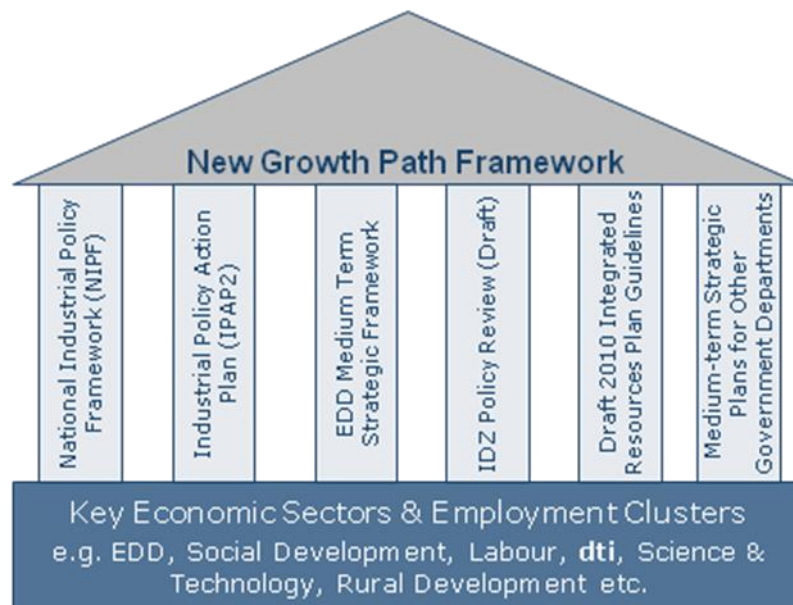 New Growth Path Framework
National Industrial Policy
Framework (NIPF)
Industrial Policy Action
Plan (IPAP2)
EDD Medium Term
Strategic Framework
IDZ Policy Review (Draft)
Draft 2010 Integrated
Resources Plan Guidelines
Medium-term Strategic
Plans for Other
Government Departments
Key Economic Sectors & Employment Clusters
e.g. EDD, Social Development, Labour, dti, Science &
Technology, Rural Development etc.